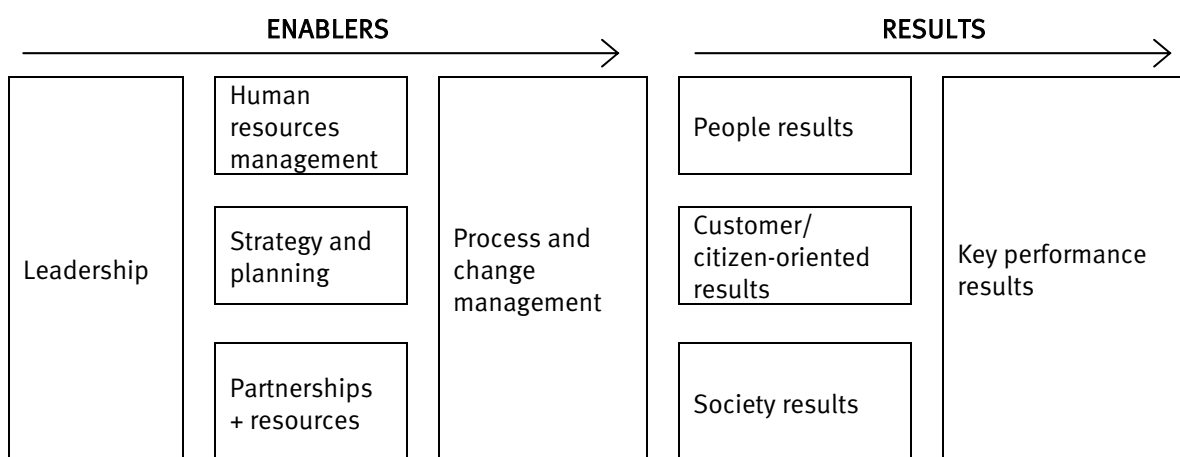 ENABLERS
RESULTS
Leadership
Human
resources
management
Strategy and
planning
Partnerships
+ resources
Process and
change
management
People results
Customer/
citizen-oriented
results
Society results
Key performance
results